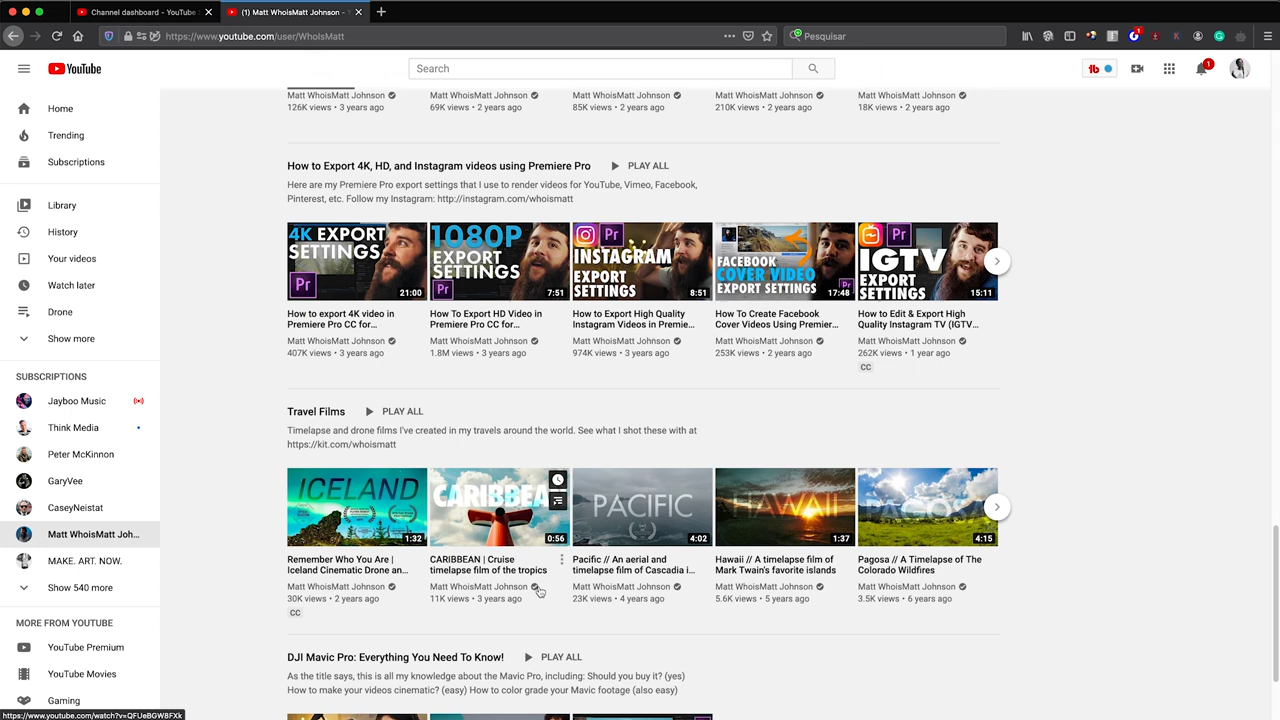 Channel dashboard - YouTube
(1) Matt WhoisMatt Johnson -
https://www.youtube.com/user/WhoIsMatt
Pesquisar
YouTube
Search
1
Home
Trending
Subscriptions
Library
History
Your videos
Watch later
Drone
Show more
SUBSCRIPTIONS
Jayboo Music
Think Media
Peter McKinnon
GaryVee
CaseyNeistat
Matt WhoisMatt Joh...
MAKE. ART. NOW.
Show 540 more
MORE FROM YOUTUBE
YouTube Premium
YouTube Movies
Gaming
https://www.youtube.com/watch?v=QFUeBGW8FXk
Matt WhoisMatt Johnson
126K views • 3 years ago
Matt WhoisMatt Johnson
69K views • 2 years ago
Matt WhoisMatt Johnson
85K views • 2 years ago
Matt WhoisMatt Johnson
210K views • 2 years ago
Matt WhoisMatt Johnson
18K views • 2 years ago
How to Export 4K, HD, and Instagram videos using Premiere Pro
PLAY ALL
Here are my Premiere Pro export settings that I use to render videos for YouTube, Vimeo, Facebook,
Pinterest, etc. Follow my Instagram: http://instagram.com/whoismatt
4K EXPORT
SETTINGS
Pr
21:00
How to export 4K video in
Premiere Pro CC for...
Matt WhoisMatt Johnson
407K views • 3 years ago
1080P
EXPORT
SETTINGS
Pr
7:51
How To Export HD Video in
Premiere Pro CC for...
Matt WhoisMatt Johnson
1.8M views • 3 years ago
Pr
INSTAGRAM
EXPORT
SETTINGS
8:51
How to Export High Quality
Instagram Videos in Premie...
Matt WhoisMatt Johnson
974K views • 3 years ago
FACEBOOK
COVER VIDEO
EXPORT SETTINGS
Pr
17:48
How To Create Facebook
Cover Videos Using Premier...
Matt WhoisMatt Johnson
253K views • 2 years ago
Pr
IGTV
EXPORT
SETTINGS
15:11
How to Edit & Export High
Quality Instagram TV (IGTV...
Matt WhoisMatt Johnson
262K views • 1 year ago
CC
Travel Films
PLAY ALL
Timelapse and drone films I've created in my travels around the world. See what I shot these with at
https://kit.com/whoismatt
ICELAND
1:32
Remember Who You Are |
Iceland Cinematic Drone an...
Matt WhoisMatt Johnson
30K views • 2 years ago
CC
CARIBBEA
0:56
CARIBBEAN | Cruise
timelapse film of the tropics
Matt WhoisMatt Johnson
11K views • 3 years ago
PACIFIC
4:02
Pacific // An aerial and
timelapse film of Cascadia i...
Matt WhoisMatt Johnson
23K views • 4 years ago
HAWAII
1:37
Hawaii // A timelapse film of
Mark Twain's favorite islands
Matt WhoisMatt Johnson
5.6K views • 5 years ago
PAGOSA
4:15
Pagosa // A Timelapse of The
Colorado Wildfires
Matt WhoisMatt Johnson
3.5K views • 6 years ago
DJI Mavic Pro: Everything You Need To Know!
PLAY ALL
As the title says, this is all my knowledge about the Mavic Pro, including: Should you buy it? (yes)
How to make your videos cinematic? (easy) How to color grade your Mavic footage (also easy)